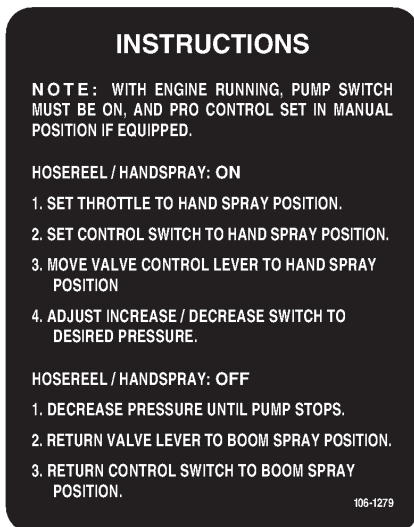 INSTRUCTIONS
NOTE: WITH ENGINE RUNNING, PUMP SWITCH
MUST BE ON, AND PRO CONTROL SET IN MANUAL
POSITION IF EQUIPPED.
HOSEREEL / HANDSPRAY: ON
1. SET THROTTLE TO HAND SPRAY POSITION.
2. SET CONTROL SWITCH TO HAND SPRAY POSITION.
3. MOVE VALVE CONTROL LEVER TO HAND SPRAY
POSITION
4. ADJUST INCREASE / DECREASE SWITCH TO
DESIRED PRESSURE.
HOSEREEL / HANDSPRAY: OFF
1. DECREASE PRESSURE UNTIL PUMP STOPS.
2. RETURN VALVE LEVER TO BOOM SPRAY POSITION.
3. RETURN CONTROL SWITCH TO BOOM SPRAY
POSITION.
106-1279